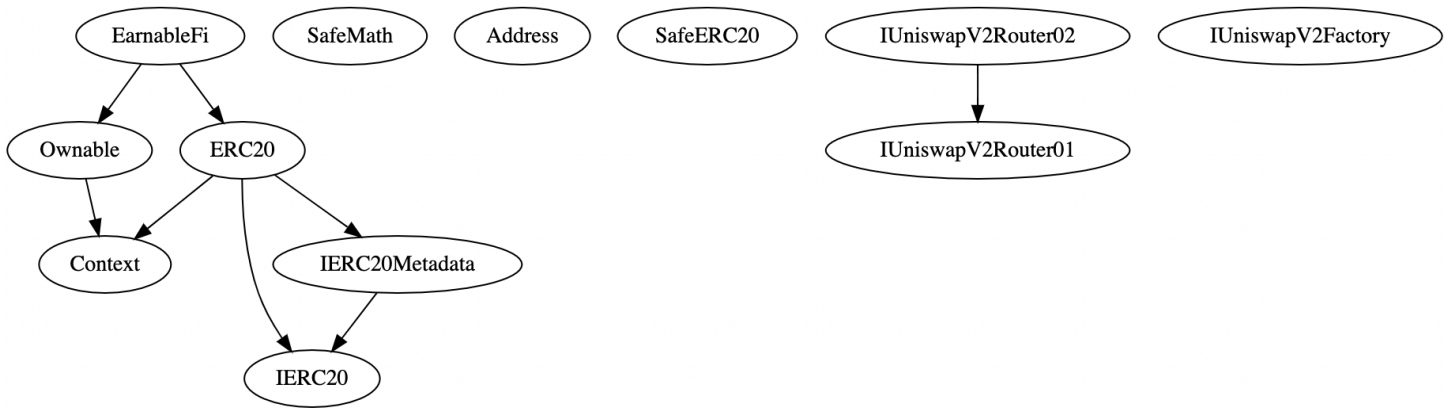 EarnableFi
SafeMath
Address
SafeERC20
IUniswapV2Router02
IUniswapV2Factory
Ownable
ERC20
IUniswapV2Router01
Context
IERC20Metadata
IERC20